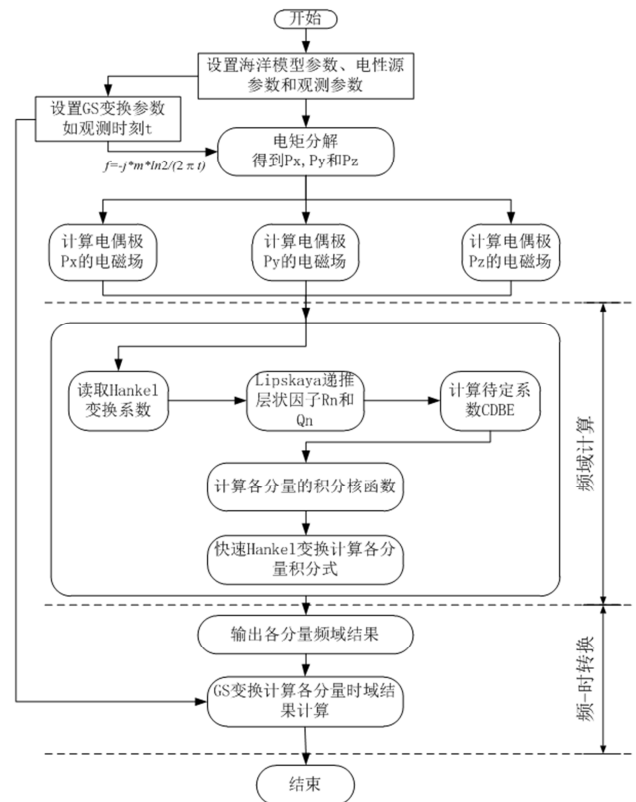 开始
设置海洋模型参数、电性源
参数和观测参数
设置GS变换参数
如观测时刻t
f=-j*m*ln2/(2πt)
电矩分解
得到Px,Py和Pz
计算电偶极
Px的电磁场
计算电偶极
Py的电磁场
计算电偶极
Pz的电磁场
读取Hankel
变换系数
Lipskaya递推
层状因子Rn和
Qn
计算待定系
数CDBE
计算各分量的积分核函数
快速Hankel变换计算各分
量积分式
频域计算
输出各分量频域结果
GS变换计算各分量时域结
果计算
频-时转换
结束